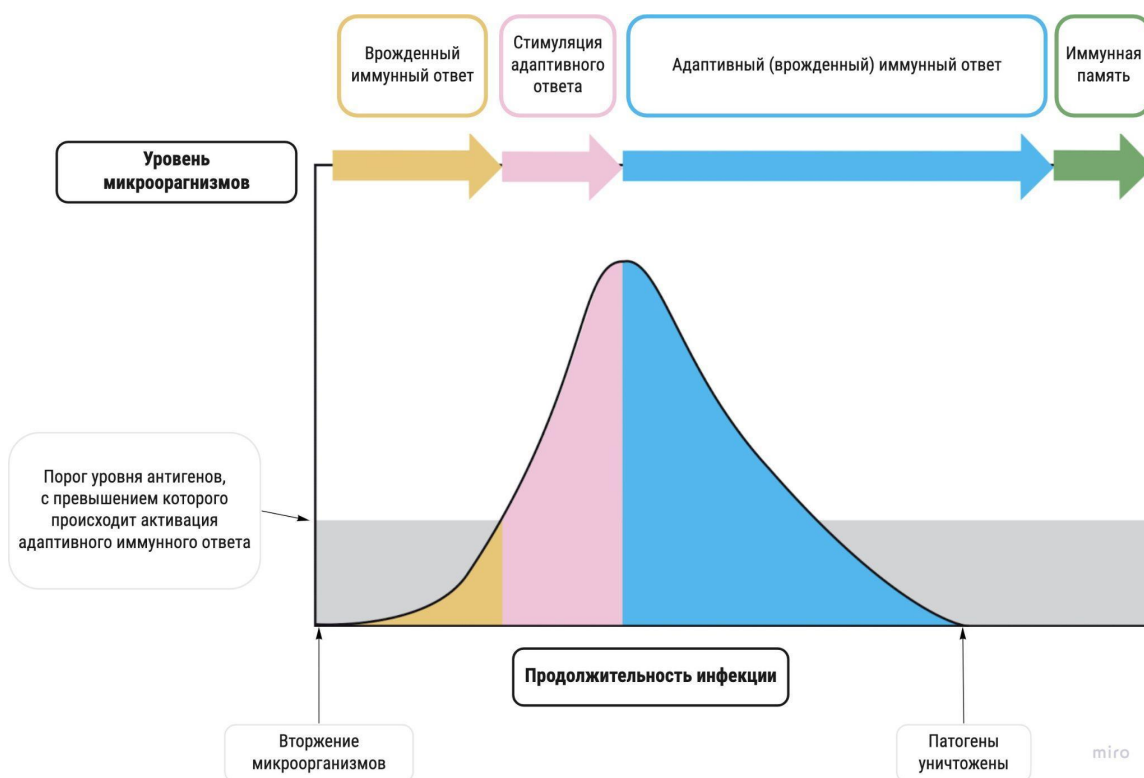 Врожденный
иммунный ответ
Стимуляция
адаптивного
ответа
Адаптивный (врожденный) иммунный ответ
Иммунная
память
Уровень
микроорагнизмов
Порог уровня антигенов,
с превышением которого
происходит активация
адаптивного иммунного ответа
Продолжительность инфекции
Вторжение
микроорганизмов
Патогены
уничтожены
miro